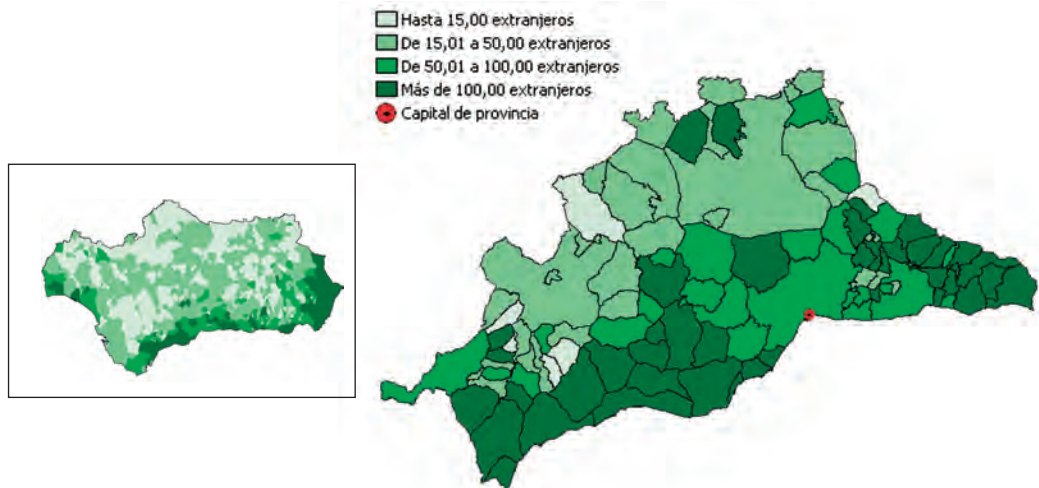 Hasta 15,00 extranjeros
De 15,01 a 50,00 extranjeros
De 50,01 a 100,00 extranjeros
Más de 100,00 extranjeros
Capital de provincia